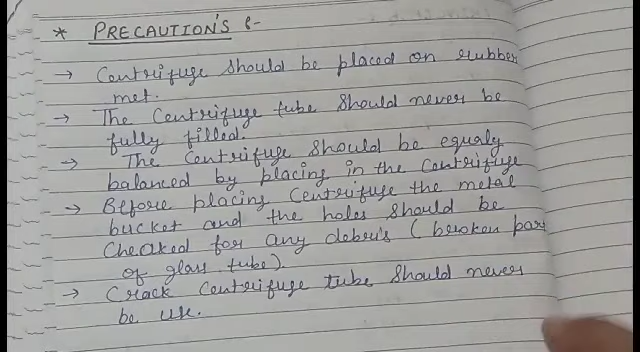 * PRECAUTION'S :-
→ Centrifuge should be placed on rubber
met.
→ The Centrifuge tube should never be
fully filled.
→ The Centrifuge should be equaly
balanced by placing in the centrifuge
→ Before placing Centrifuge the metal
bucket and the holes should be
Cheaked for any debris (broken part
of glass tube).
→ Crack Centrifuge tube should never
be use.